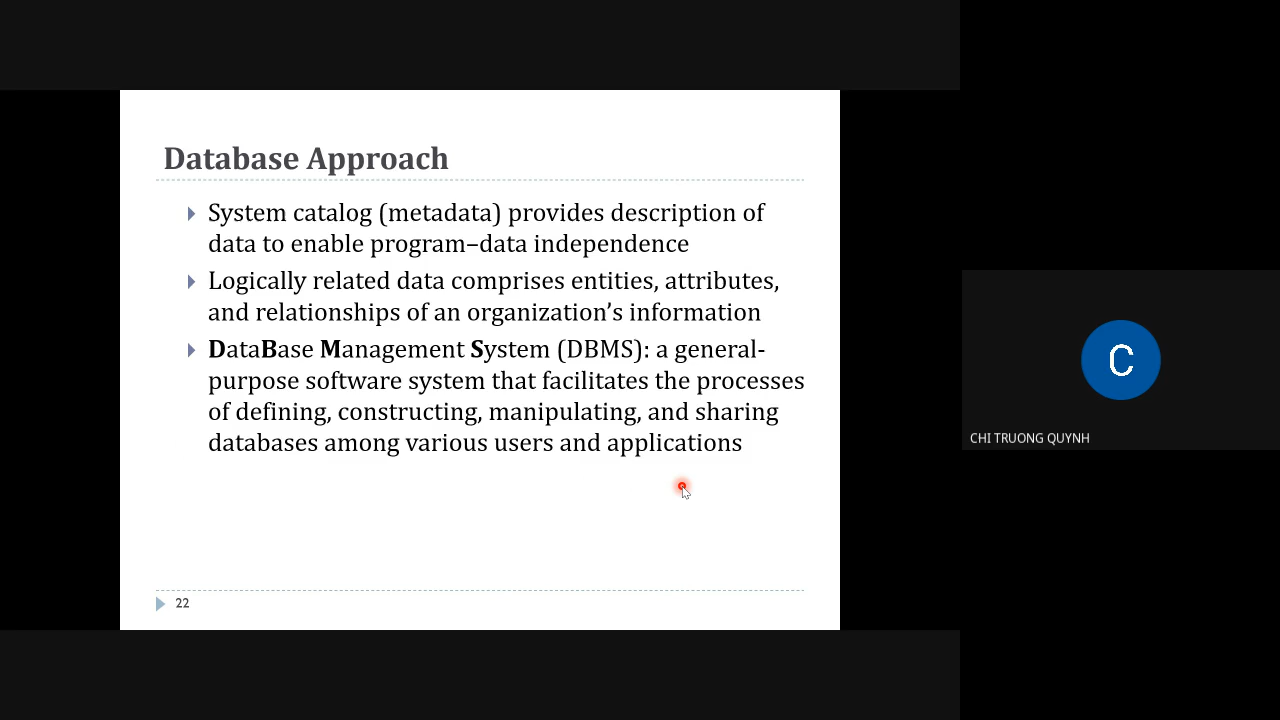 Database Approach
System catalog (metadata) provides description of
data to enable program–data independence
Logically related data comprises entities, attributes,
and relationships of an organization’s information
DataBase Management System (DBMS): a general-
purpose software system that facilitates the processes
of defining, constructing, manipulating, and sharing
databases among various users and applications
22
C
CHI TRUONG QUYNH